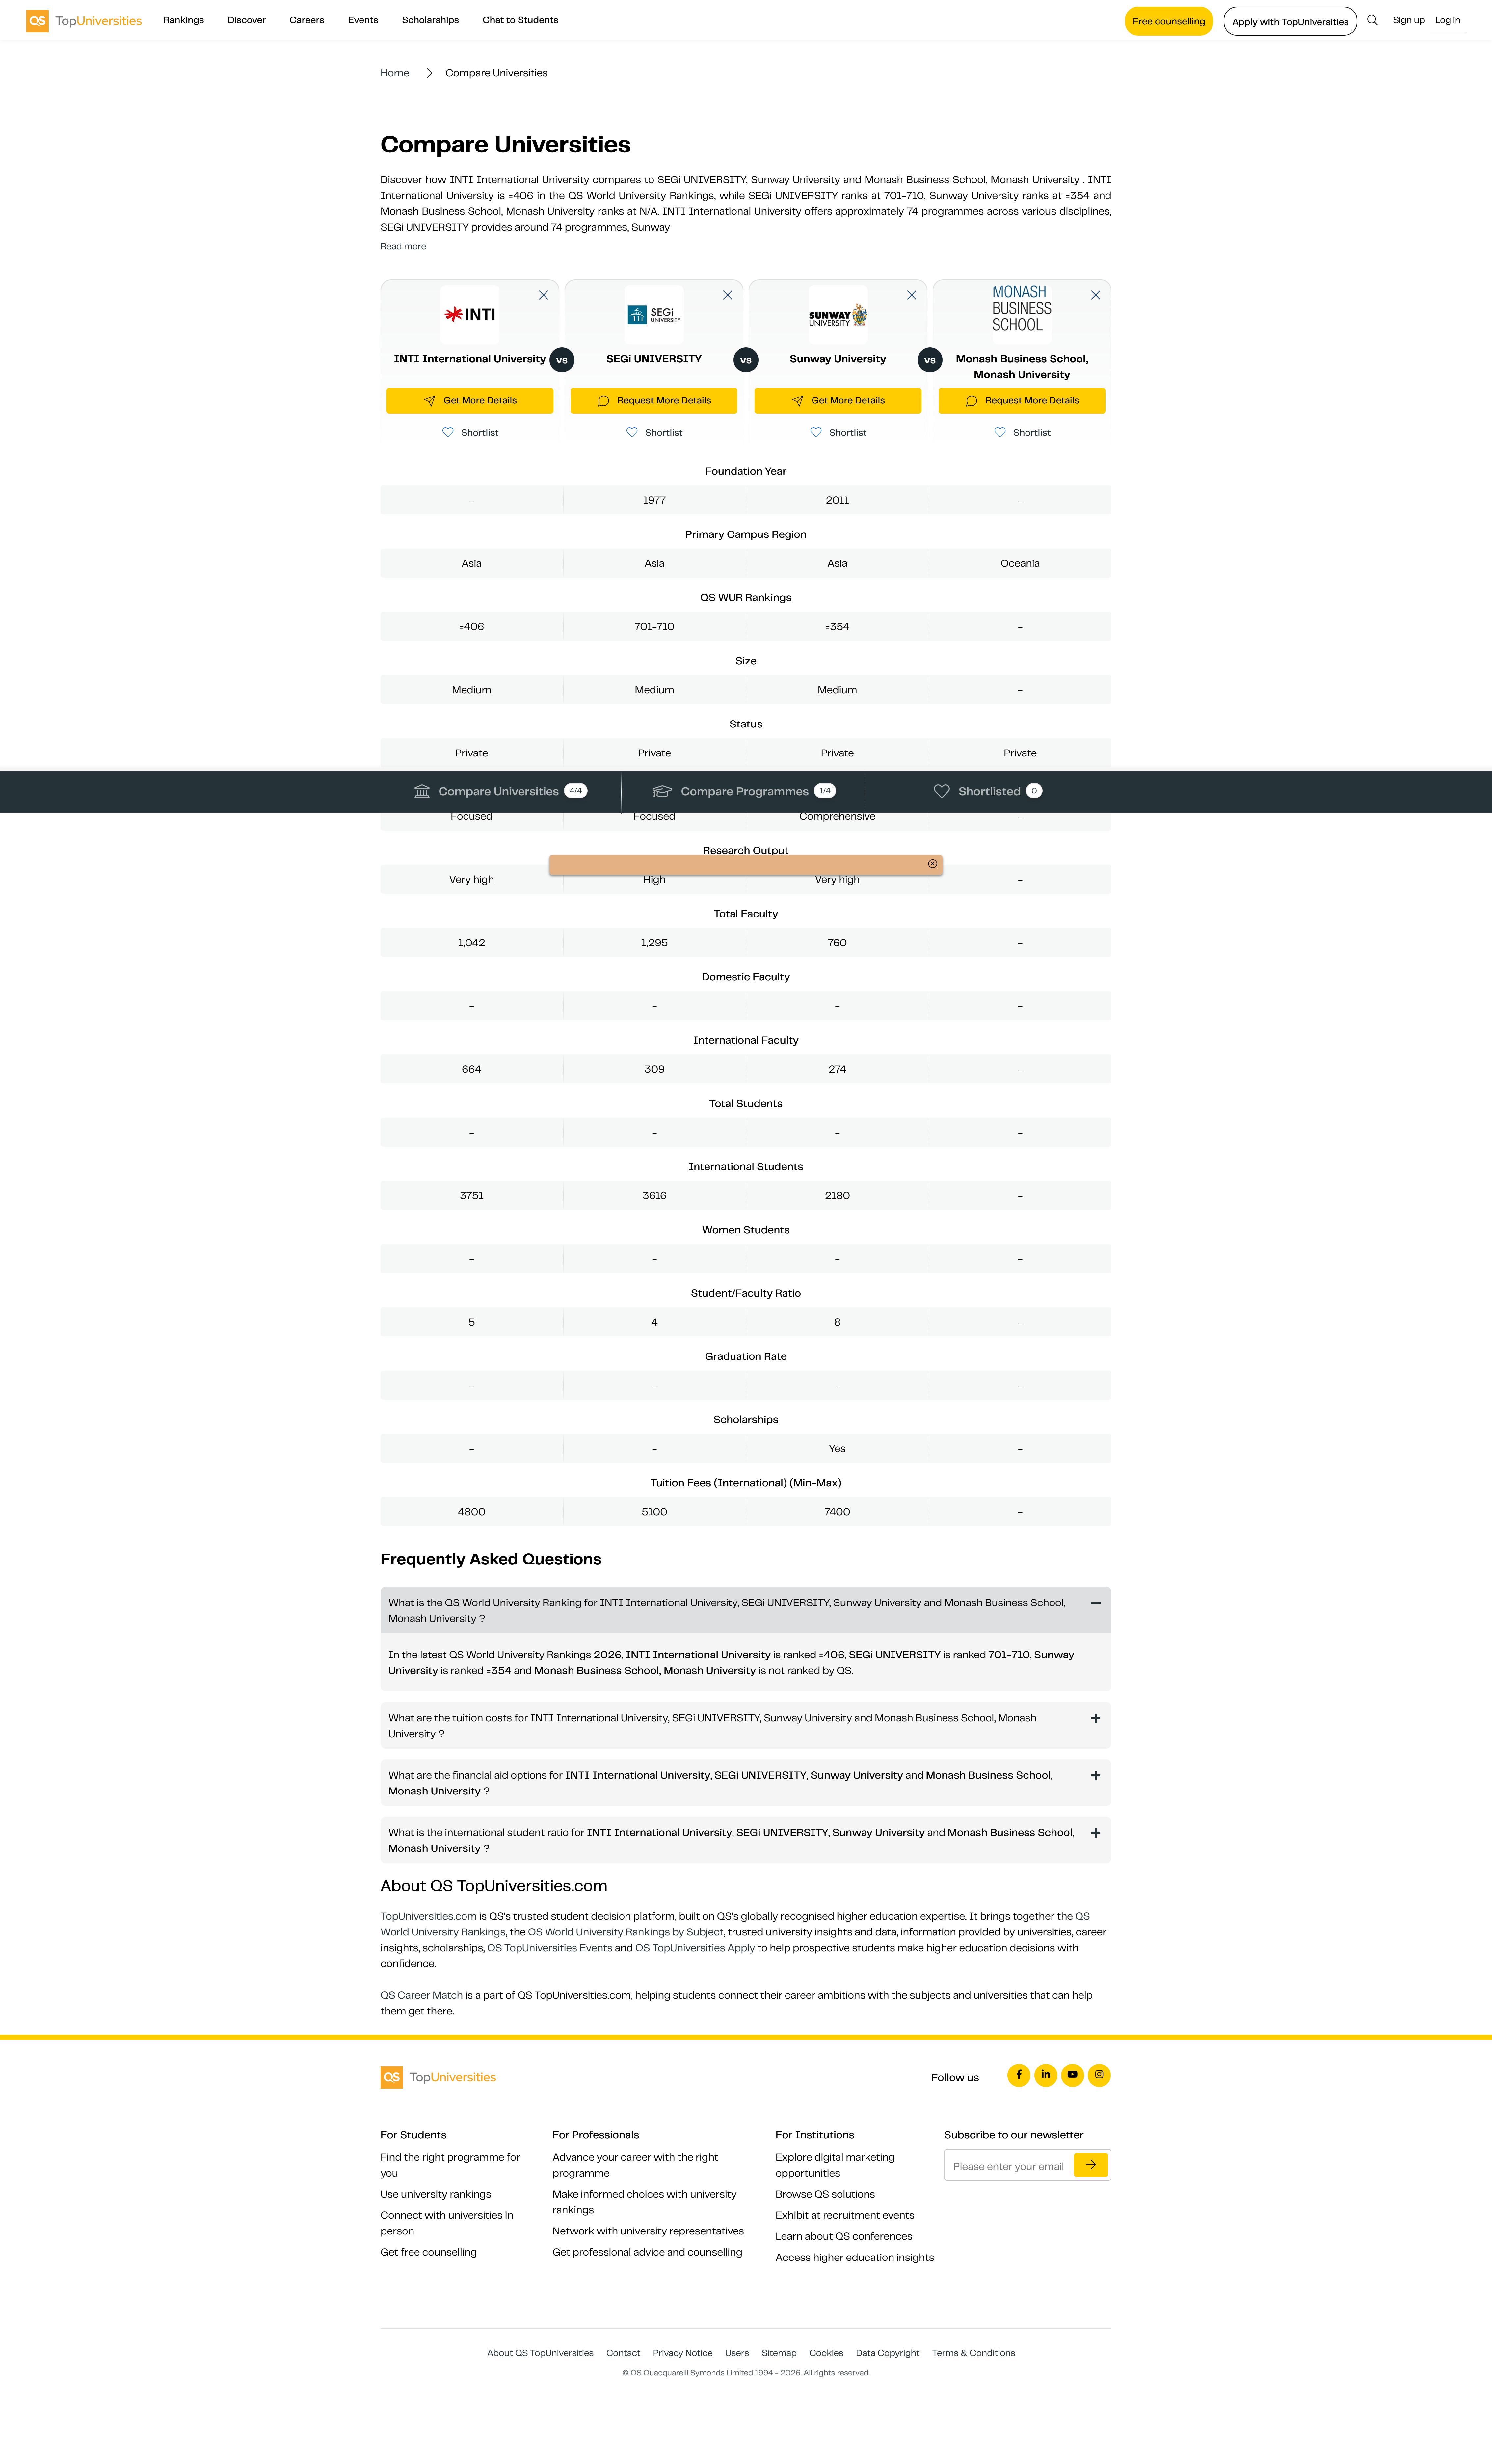 QS TopUniversities
Rankings
Discover
Careers
Events
Scholarships
Chat to Students
Free counselling
Apply with TopUniversities
Sign up
Log in
Home
Compare Universities
Compare Universities
Discover how INTI International University compares to SEGi UNIVERSITY, Sunway University and Monash Business School, Monash University . INTI
International University is =406 in the QS World University Rankings, while SEGi UNIVERSITY ranks at 701-710, Sunway University ranks at =354 and
Monash Business School, Monash University ranks at N/A. INTI International University offers approximately 74 programmes across various disciplines,
SEGi UNIVERSITY provides around 74 programmes, Sunway
Read more
INTI
INTI International University
Get More Details
Shortlist
vs
SEGi
UNIVERSITY
SEGi UNIVERSITY
Request More Details
Shortlist
vs
SUNWAY
UNIVERSITY
Sunway University
Get More Details
Shortlist
vs
MONASH
BUSINESS
SCHOOL
Monash Business School,
Monash University
Request More Details
Shortlist
Foundation Year
- 1977 2011 -
Primary Campus Region
Asia Asia Asia Oceania
QS WUR Rankings
=406 701-710 =354 -
Size
Medium Medium Medium -
Status
Private Private Private Private
Compare Universities 4/4
Compare Programmes 1/4
Shortlisted 0
Focused Focused Comprehensive -
Research Output
Very high High Very high -
Total Faculty
1,042 1,295 760 -
Domestic Faculty
- - - -
International Faculty
664 309 274 -
Total Students
- - - -
International Students
3751 3616 2180 -
Women Students
- - - -
Student/Faculty Ratio
5 4 8 -
Graduation Rate
- - - -
Scholarships
- - Yes -
Tuition Fees (International) (Min-Max)
4800 5100 7400 -
Frequently Asked Questions
What is the QS World University Ranking for INTI International University, SEGi UNIVERSITY, Sunway University and Monash Business School,
Monash University ?
In the latest QS World University Rankings 2026, INTI International University is ranked =406, SEGi UNIVERSITY is ranked 701-710, Sunway
University is ranked =354 and Monash Business School, Monash University is not ranked by QS.
What are the tuition costs for INTI International University, SEGi UNIVERSITY, Sunway University and Monash Business School, Monash
University ?
What are the financial aid options for INTI International University, SEGi UNIVERSITY, Sunway University and Monash Business School,
Monash University ?
What is the international student ratio for INTI International University, SEGi UNIVERSITY, Sunway University and Monash Business School,
Monash University ?
About QS TopUniversities.com
TopUniversities.com is QS's trusted student decision platform, built on QS's globally recognised higher education expertise. It brings together the QS
World University Rankings, the QS World University Rankings by Subject, trusted university insights and data, information provided by universities, career
insights, scholarships, QS TopUniversities Events and QS TopUniversities Apply to help prospective students make higher education decisions with
confidence.
QS Career Match is a part of QS TopUniversities.com, helping students connect their career ambitions with the subjects and universities that can help
them get there.
QS TopUniversities
Follow us
For Students
Find the right programme for
you
Use university rankings
Connect with universities in
person
Get free counselling
For Professionals
Advance your career with the right
programme
Make informed choices with university
rankings
Network with university representatives
Get professional advice and counselling
For Institutions
Explore digital marketing
opportunities
Browse QS solutions
Exhibit at recruitment events
Learn about QS conferences
Access higher education insights
Subscribe to our newsletter
Please enter your email
About QS TopUniversities
Contact
Privacy Notice
Users
Sitemap
Cookies
Data Copyright
Terms & Conditions
© QS Quacquarelli Symonds Limited 1994 - 2026. All rights reserved.